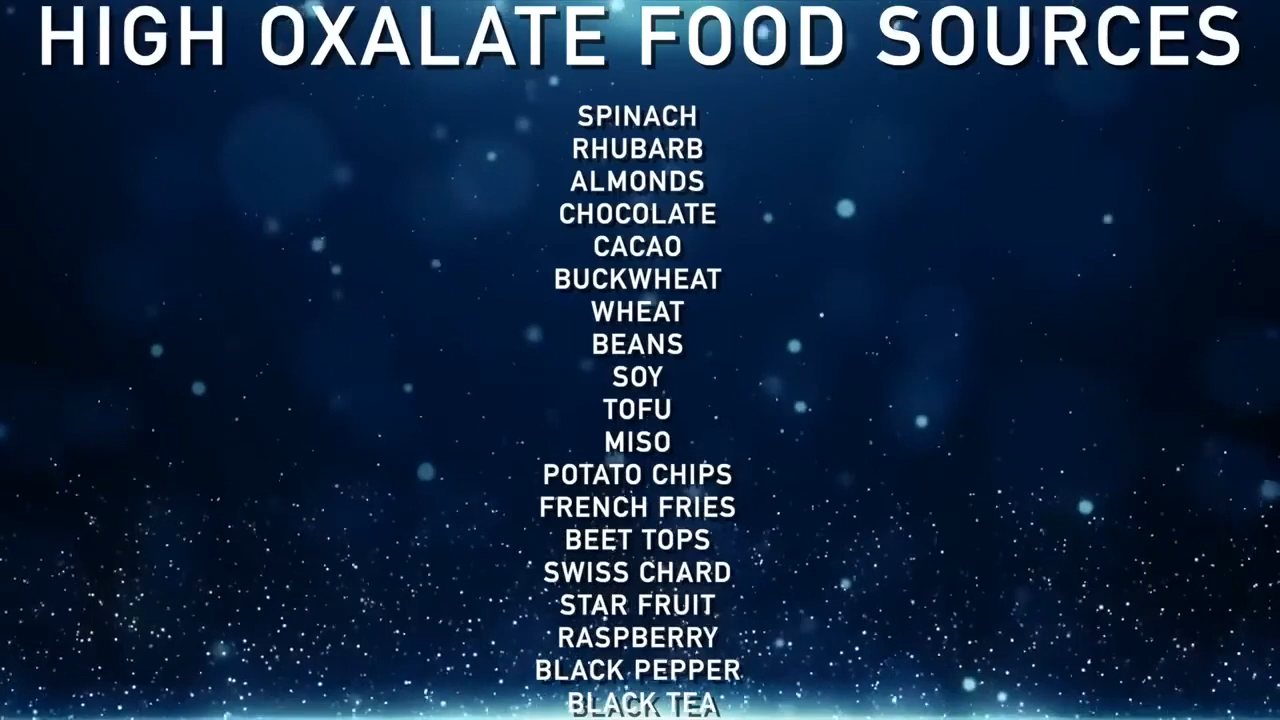 HIGH OXALATE FOOD SOURCES
SPINACH
RHUBARB
ALMONDS
CHOCOLATE
CACAO
BUCKWHEAT
WHEAT
BEANS
SOY
TOFU
MISO
POTATO CHIPS
FRENCH FRIES
BEET TOPS
SWISS CHARD
STAR FRUIT
RASPBERRY
BLACK PEPPER
BLACK TEA